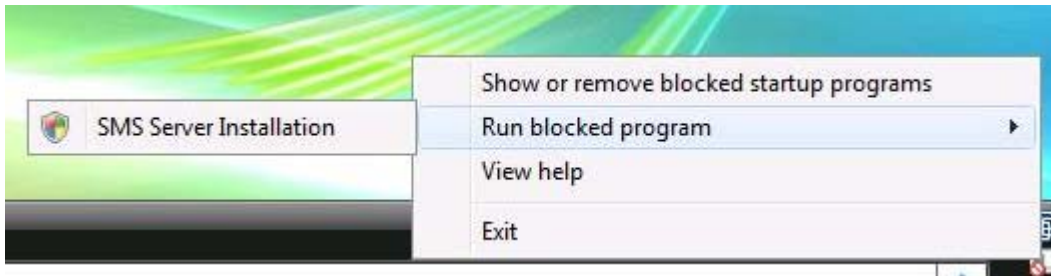 Show or remove blocked startup programs
SMS Server Installation
Run blocked program
View help
Exit